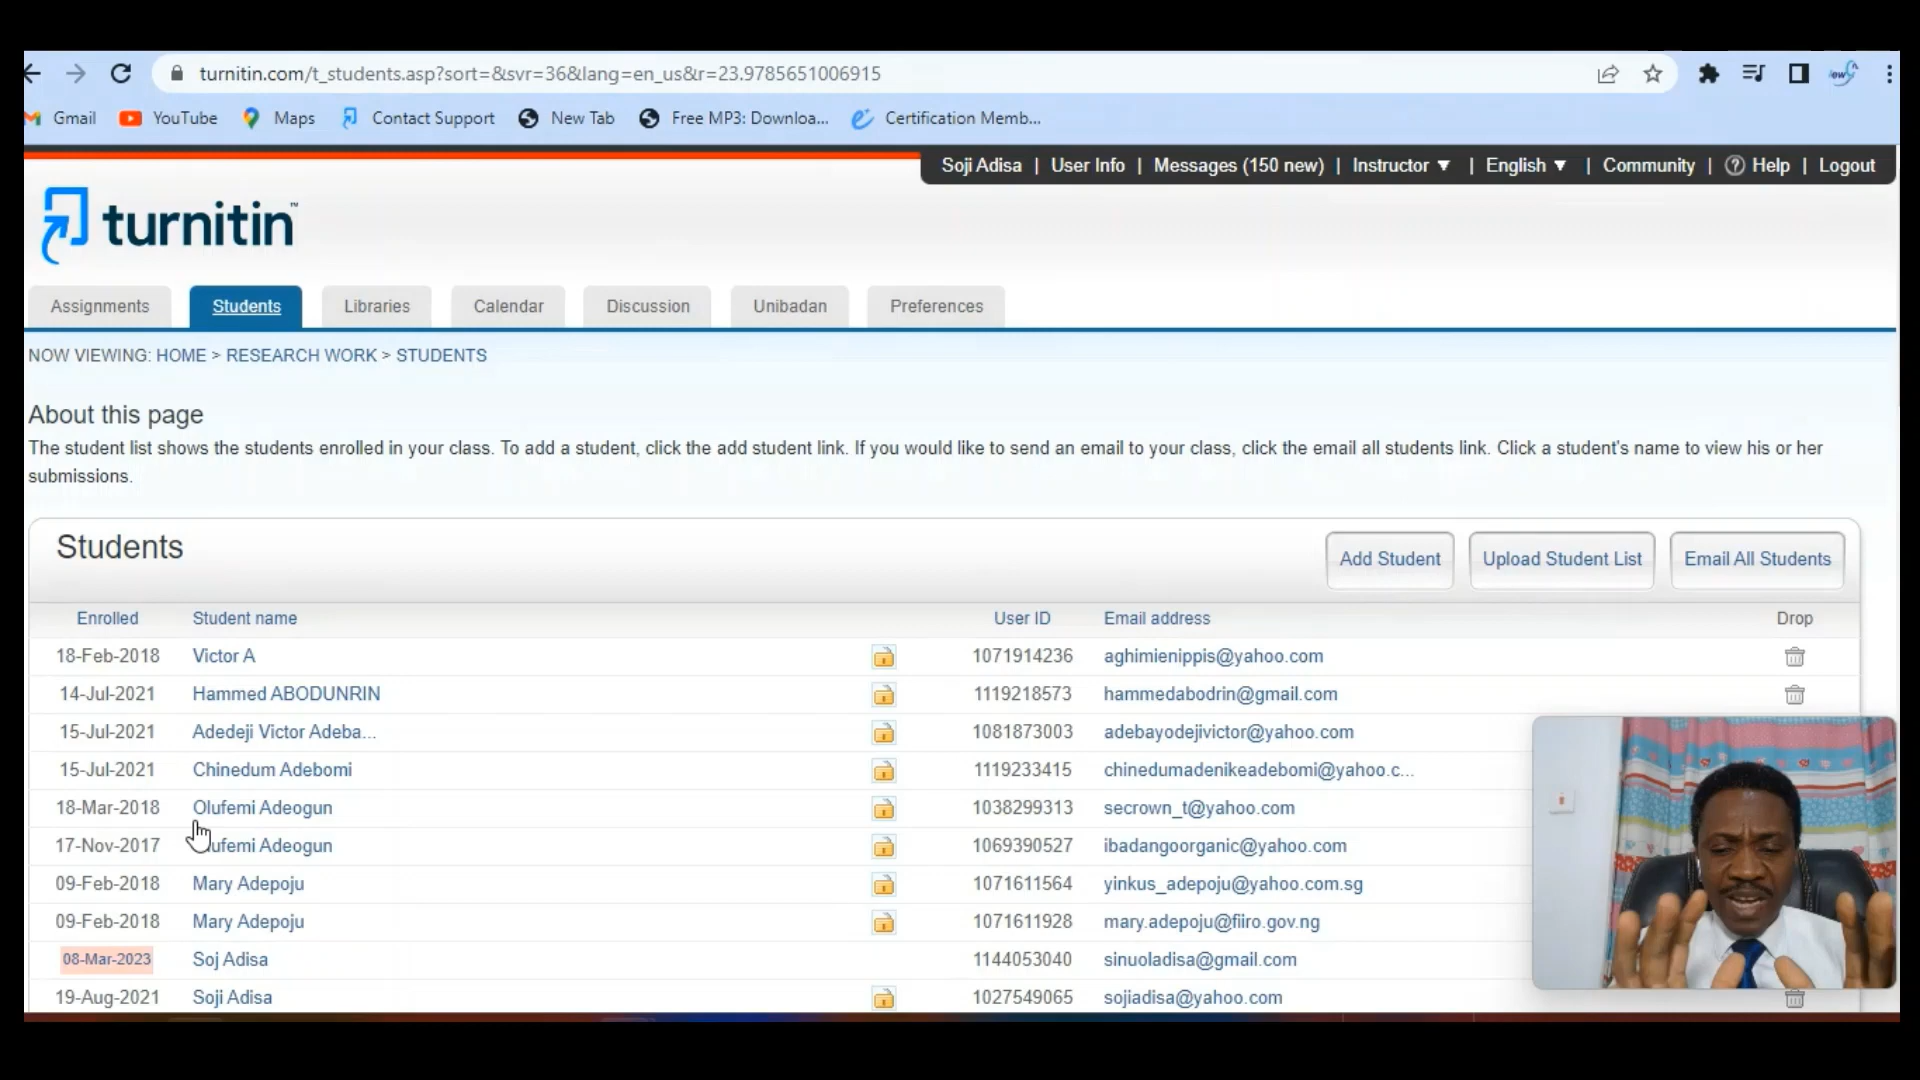 turnitin.com/t_students.asp?sort=&svr=36&lang=en_us&r=23.9785651006915
Gmail YouTube Maps Contact Support New Tab Free MP3: Downloa... Certification Memb...
Soji Adisa | User Info | Messages (150 new) | Instructor ▼ | English ▼ | Community | ? Help | Logout
turnitin™
Assignments Students Libraries Calendar Discussion Unibadan Preferences
NOW VIEWING: HOME > RESEARCH WORK > STUDENTS
About this page
The student list shows the students enrolled in your class. To add a student, click the add student link. If you would like to send an email to your class, click the email all students link. Click a student's name to view his or her
submissions.
Students Add Student Upload Student List Email All Students
Enrolled Student name User ID Email address Drop
18-Feb-2018 Victor A 1071914236 aghimienippis@yahoo.com
14-Jul-2021 Hammed ABODUNRIN 1119218573 hammedabodrin@gmail.com
15-Jul-2021 Adedeji Victor Adeba... 1081873003 adebayodejivictor@yahoo.com
15-Jul-2021 Chinedum Adebomi 1119233415 chinedumadenikeadebomi@yahoo.c...
18-Mar-2018 Olufemi Adeogun 1038299313 secrown_t@yahoo.com
17-Nov-2017 ufemi Adeogun 1069390527 ibadangoorganic@yahoo.com
09-Feb-2018 Mary Adepoju 1071611564 yinkus_adepoju@yahoo.com.sg
09-Feb-2018 Mary Adepoju 1071611928 mary.adepoju@fiiro.gov.ng
08-Mar-2023 Soj Adisa 1144053040 sinuoladisa@gmail.com
19-Aug-2021 Soji Adisa 1027549065 sojiadisa@yahoo.com